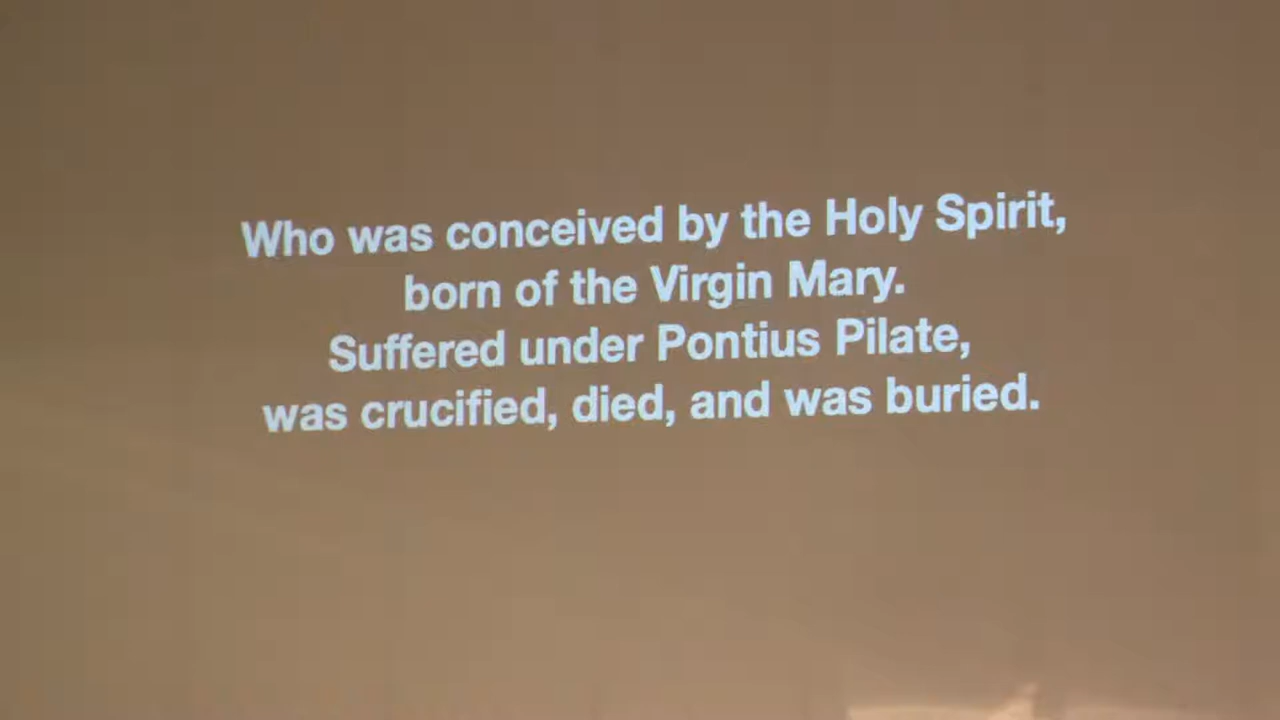 Who was conceived by the Holy Spirit,
born of the Virgin Mary.
Suffered under Pontius Pilate,
was crucified, died, and was buried.